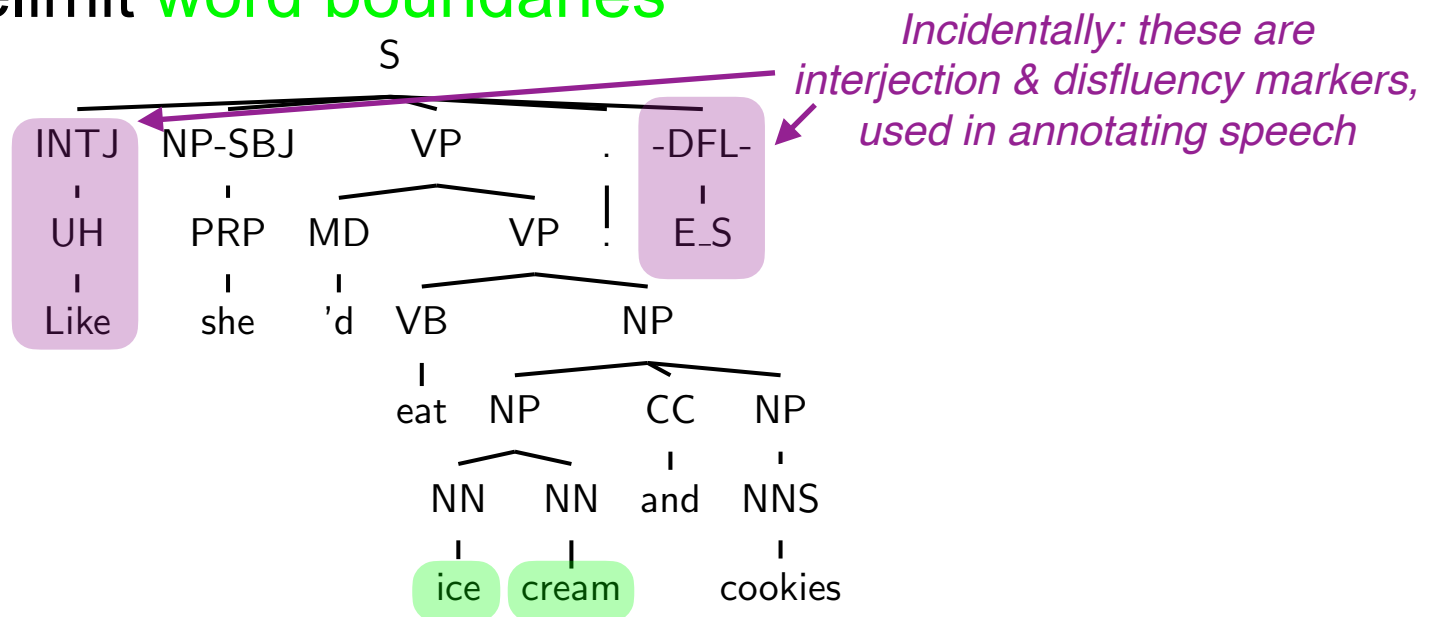 elimit word boundaries
Incidentally: these are
interjection & disfluency markers,
used in annotating speech
S
INTJ NP-SBJ VP . -DFL-
UH PRP MD VP . E_S
Like she 'd VB NP
eat NP CC NP
NN NN and NNS
ice cream cookies